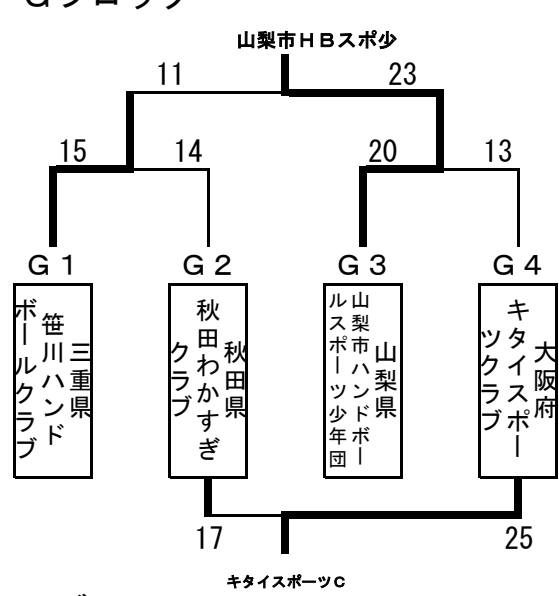 Gブロック
山梨市HBスポ少
11
23
15
14
20
13
G1
G2
G3
G4
三重県
笹川ハンド
ボールクラブ
秋田県
秋田わかすぎ
クラブ
山梨県
山梨市ハンドボー
ルスポーツ少年団
大阪府
キタイスポー
ツクラブ
17
25
キタイスポーツC